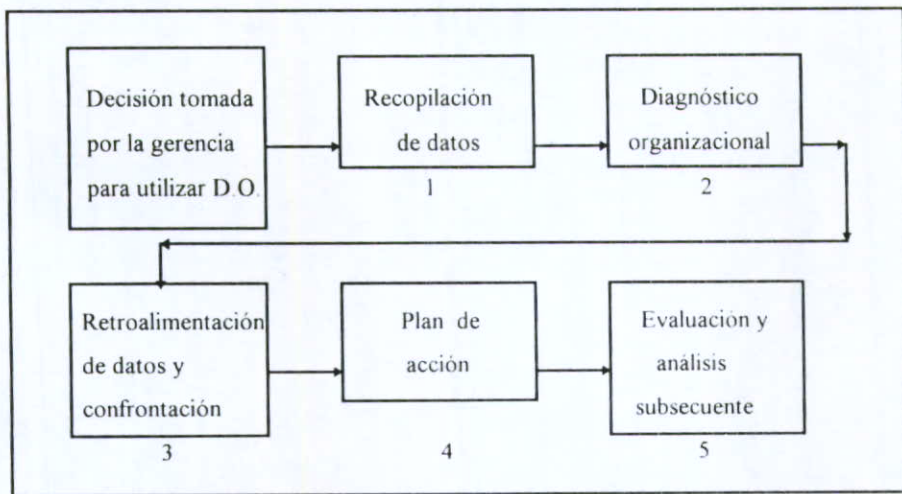 Decisión tomada
por la gerencia
para utilizar D.O.
Recopilación
de datos
1
Diagnóstico
organizacional
2
Retroalimentación
de datos y
confrontación
3
Plan de
acción
4
Evaluación y
análisis
subsecuente
5